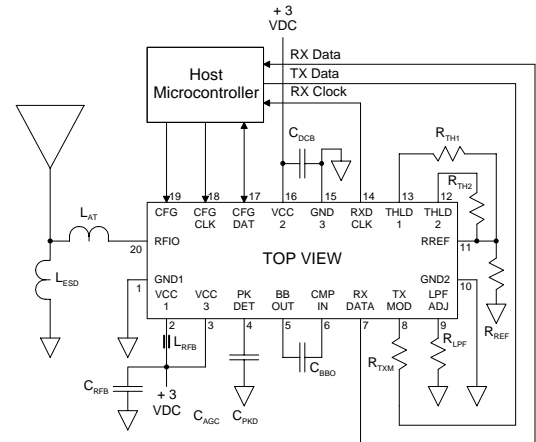 + 3
VDC
RX Data
TX Data
RX Clock
Host
Microcontroller
CDCB
RTH1
RTH2
19 18 17 16 15 14 13 12
CFG CFG CLK CFG DAT VCC 2 GND 3 RXD CLK THLD 1 THLD 2
LAT
20 RFIO
RREF 11
TOP VIEW
LESD
1 GND1
GND2 10
VCC 1 VCC 3 PK DET BB OUT CMP IN RX DATA TX MOD LPF ADJ
2 3 4 5 6 7 8 9
RREF
LRFB
RLPF
RTXM
CBBO
CRFB
+ 3
VDC
CAGC
CPKD